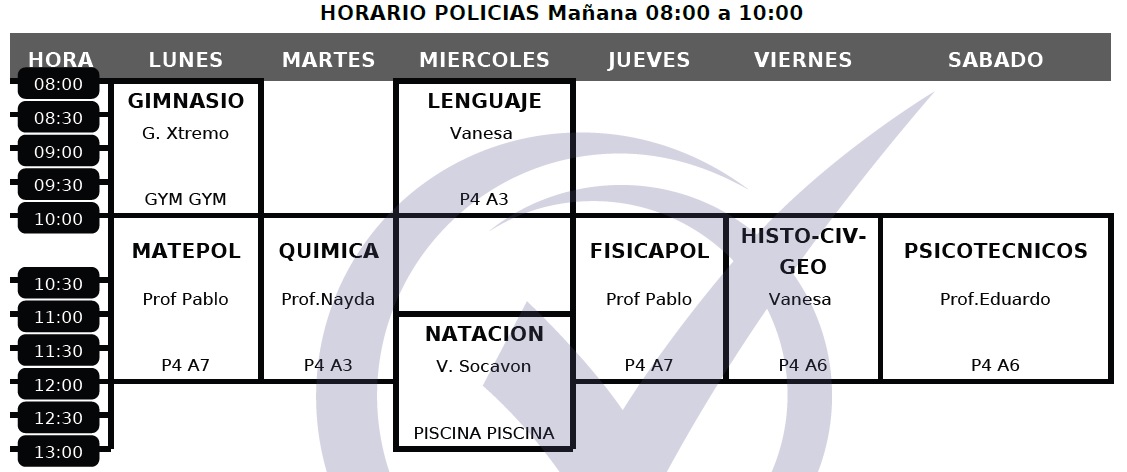 HORARIO POLICIAS Mañana 08:00 a 10:00
HORA LUNES MARTES MIERCOLES JUEVES VIERNES SABADO
08:00
GIMNASIO LENGUAJE
08:30
G. Xtremo Vanesa
09:00
09:30
GYM GYM P4 A3
10:00
MATEPOL QUIMICA FISICAPOL HISTO-CIV-
GEO PSICOTECNICOS
10:30
Prof Pablo Prof.Nayda Prof Pablo Vanesa Prof.Eduardo
11:00
NATACION
11:30
P4 A7 P4 A3 V. Socavon P4 A7 P4 A6 P4 A6
12:00
12:30
PISCINA PISCINA
13:00